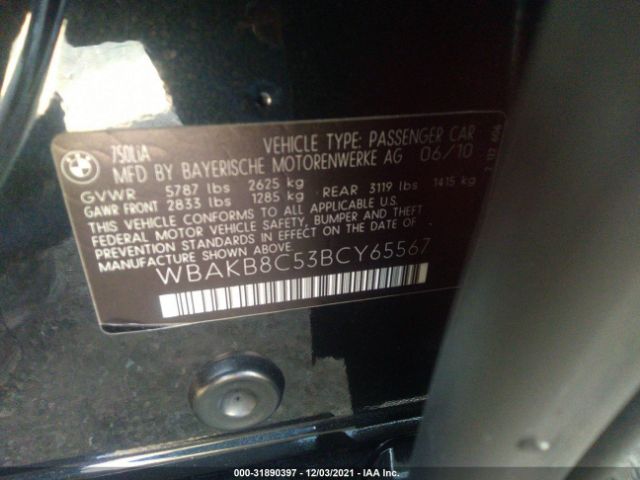 BMW
750LiA
VEHICLE TYPE: PASSENGER CAR
MFD BY BAYERISCHE MOTORENWERKE AG 06/10
GVWR 5787 lbs 2625 kg
GAWR FRONT 2833 lbs 1285 kg REAR 3119 lbs 1415 kg
THIS VEHICLE CONFORMS TO ALL APPLICABLE U.S.
FEDERAL MOTOR VEHICLE SAFETY, BUMPER AND THEFT
PREVENTION STANDARDS IN EFFECT ON THE DATE OF
MANUFACTURE SHOWN ABOVE.
WBAKB8C53BCY65567
000-31890397 - 12/03/2021 - IAA Inc.